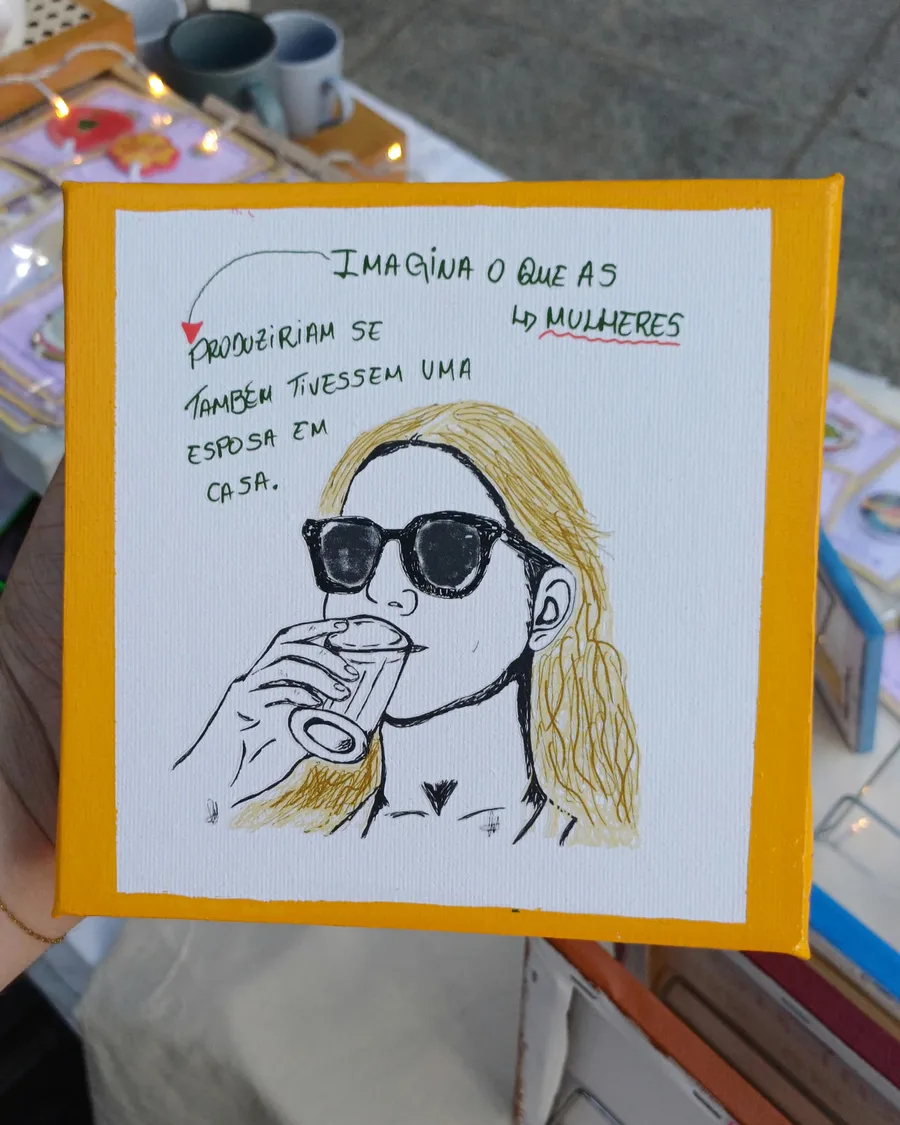 IMAGINA O QUE AS
MULHERES
PRODUZIRIAM SE
TAMBÉM TIVESSEM UMA
ESPOSA EM
CASA.